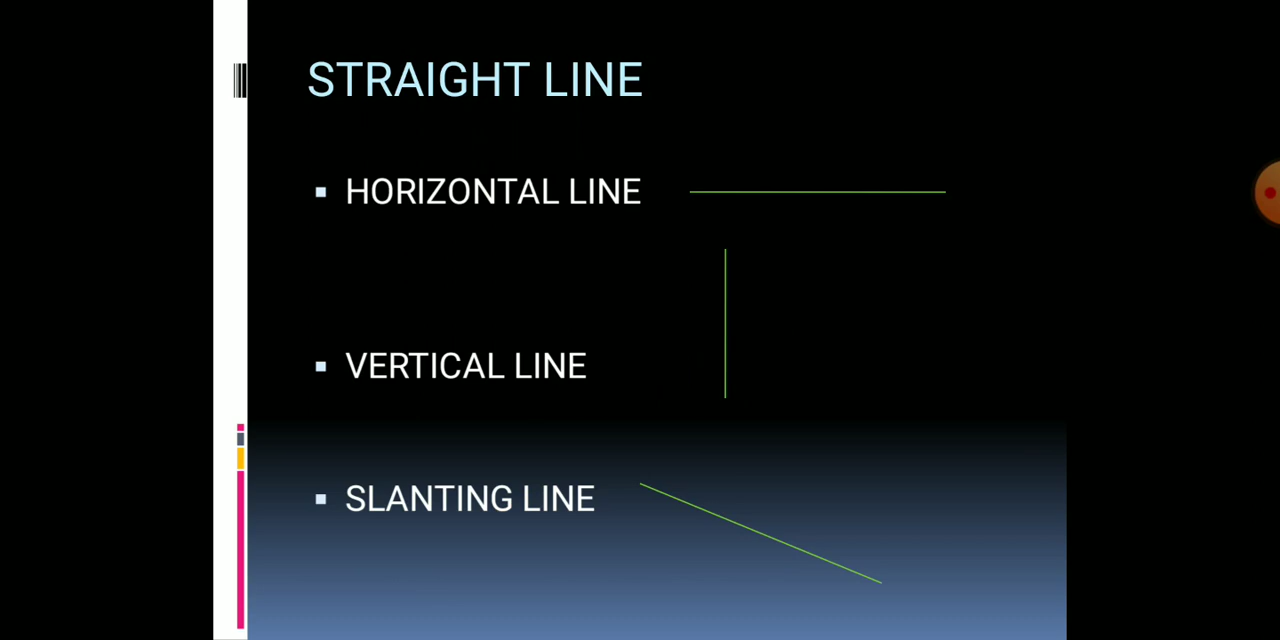 STRAIGHT LINE
HORIZONTAL LINE
VERTICAL LINE
SLANTING LINE